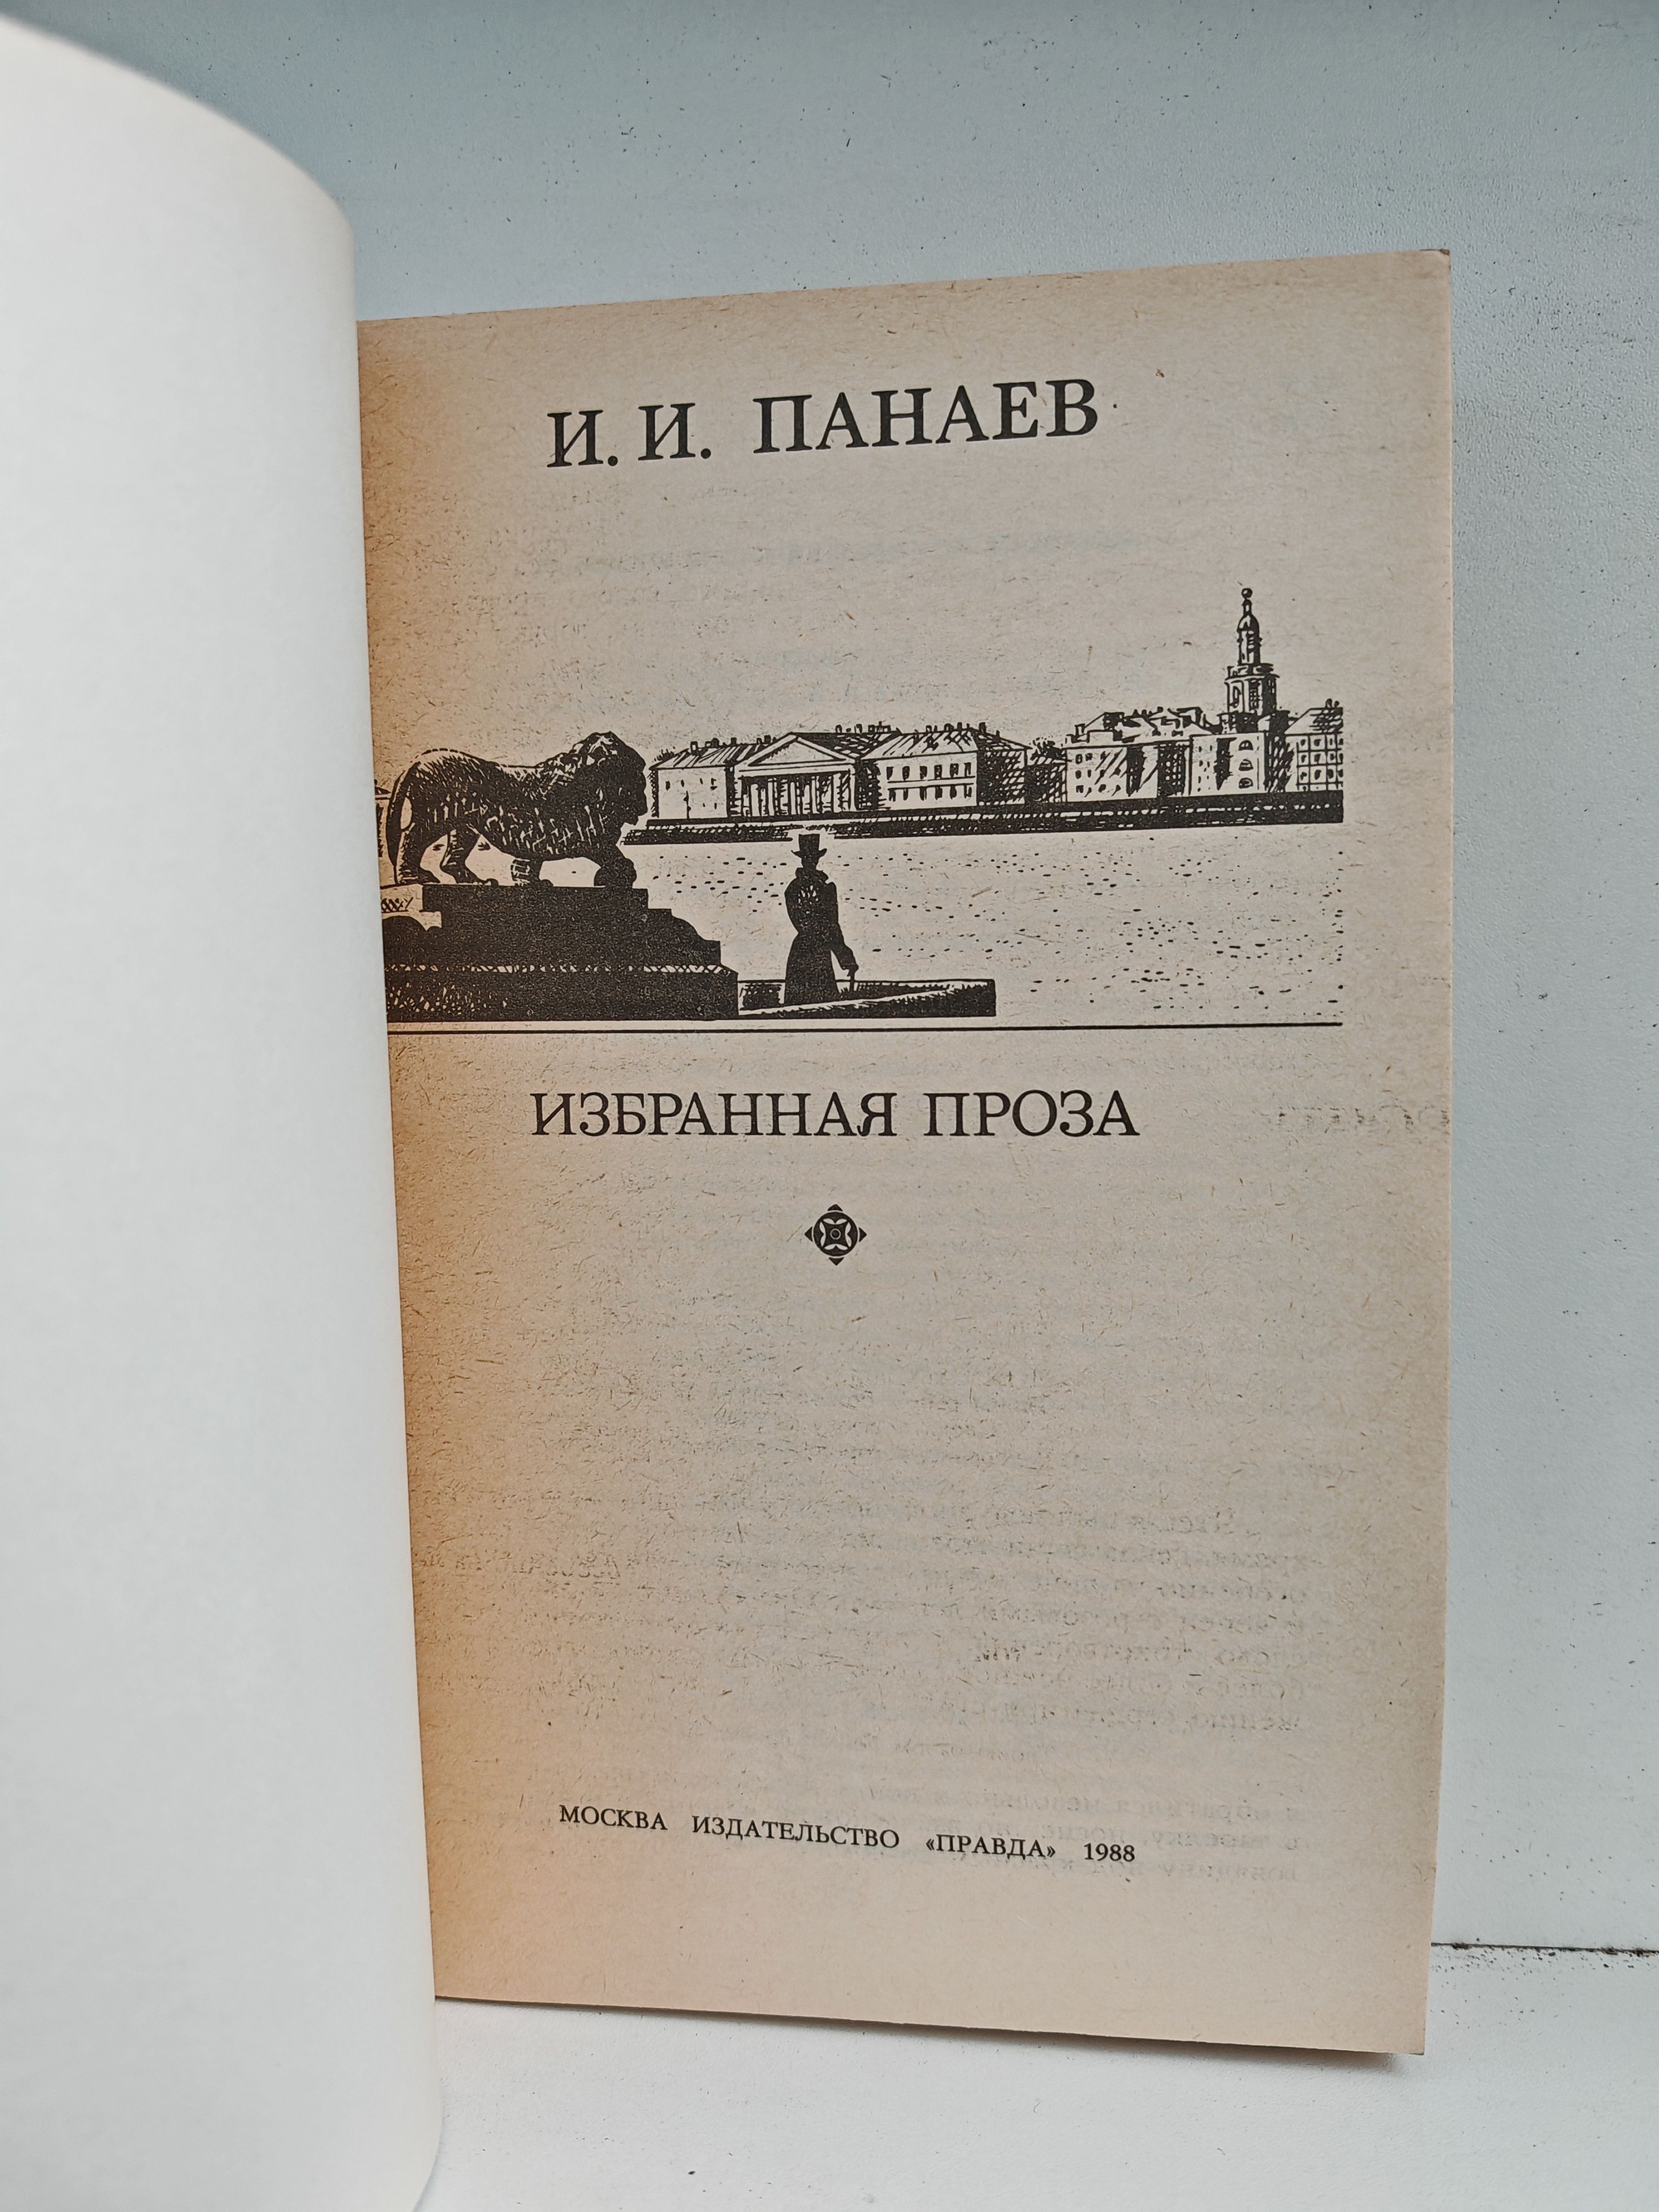 И. И. ПАНАЕВ
ИЗБРАННАЯ ПРОЗА
МОСКВА ИЗДАТЕЛЬСТВО «ПРАВДА» 1988